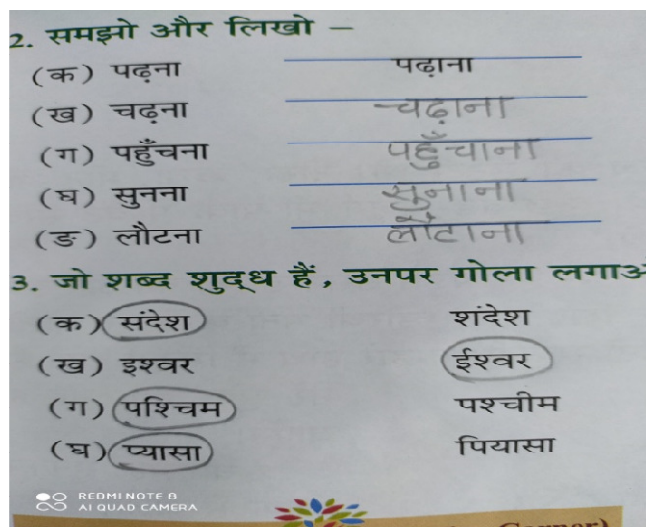 2. समझो और लिखो –
(क) पढ़ना पढ़ाना
(ख) चढ़ना चढ़ाना
(ग) पहुँचना पहुँचाना
(घ) सुनना सुनाना
(ङ) लौटना लौटाना
3. जो शब्द शुद्ध हैं, उनपर गोला लगाओ
(क) संदेश शंदेश
(ख) इश्वर ईश्वर
(ग) पश्चिम पश्चीम
(घ) प्यासा पियासा
REDMI NOTE 8
AI QUAD CAMERA
Corner)